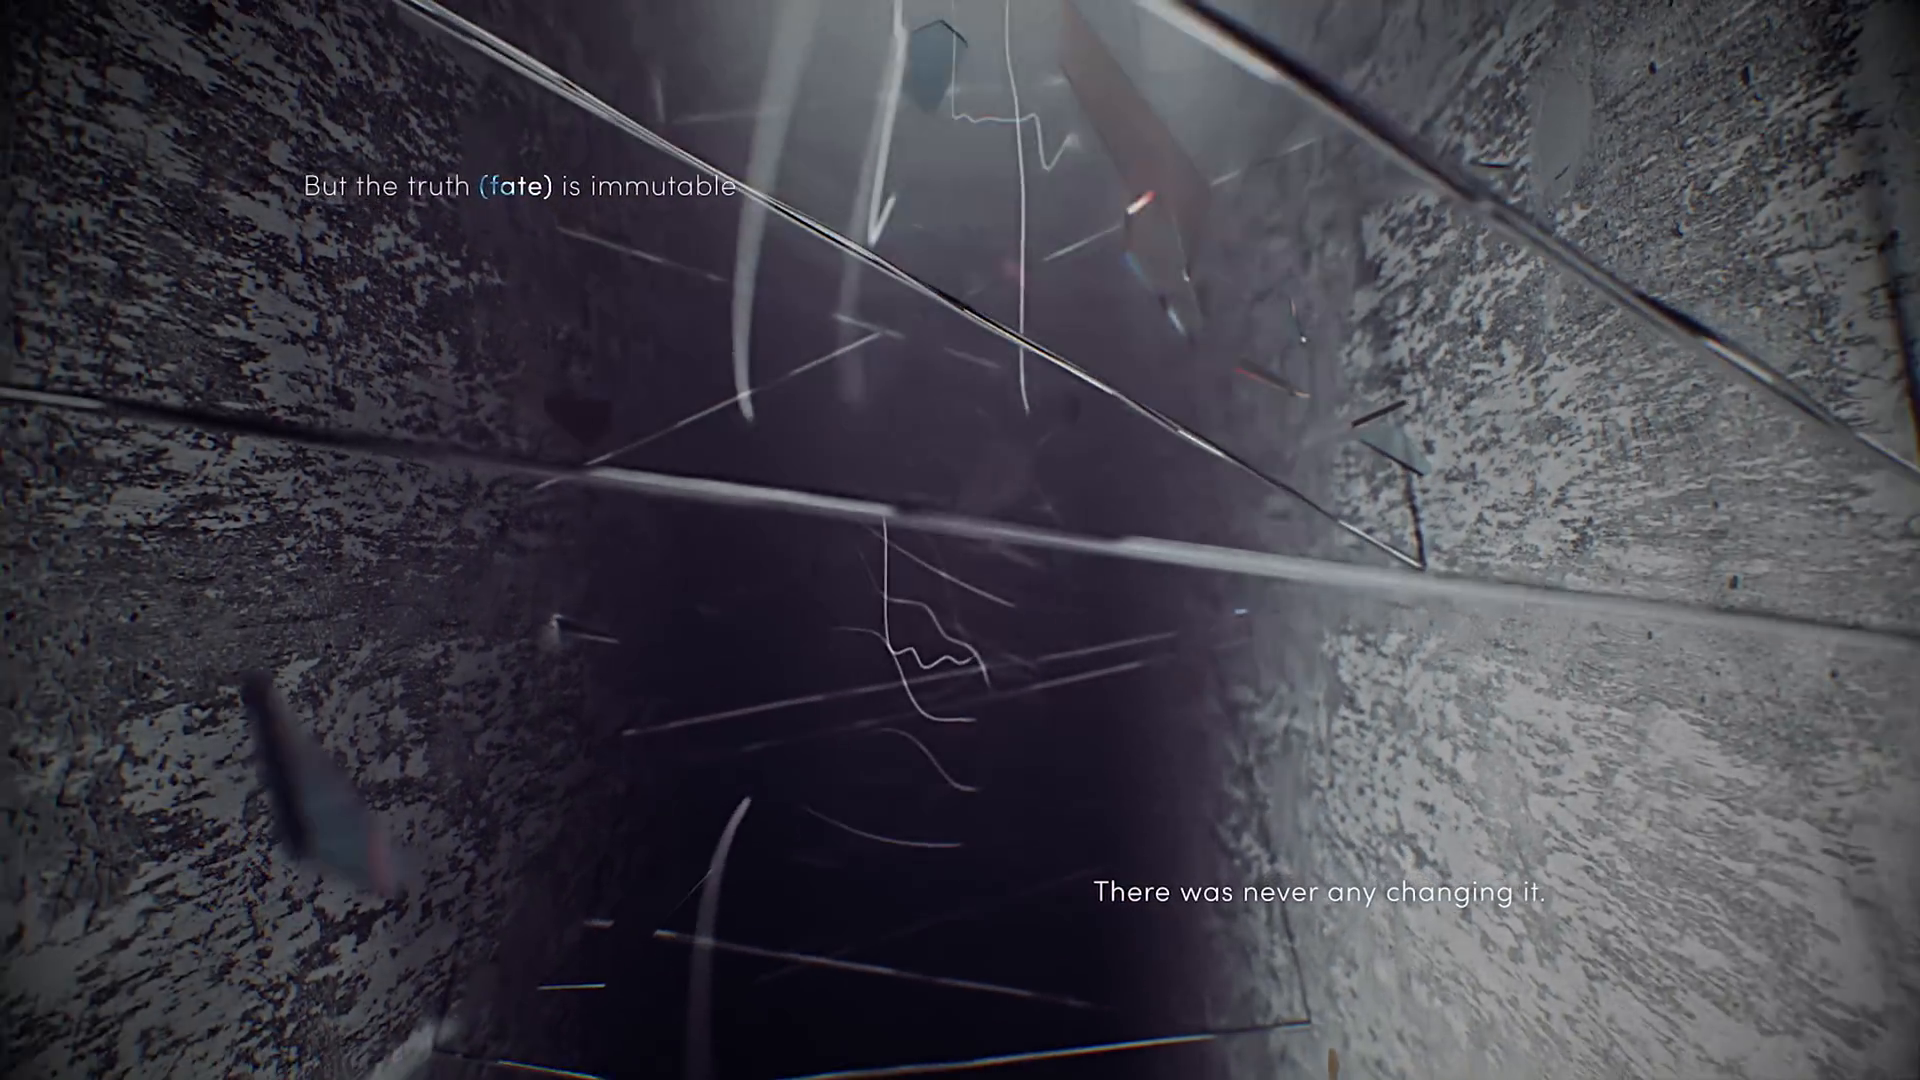 But the truth (fate) is immutable
There was never any changing it.